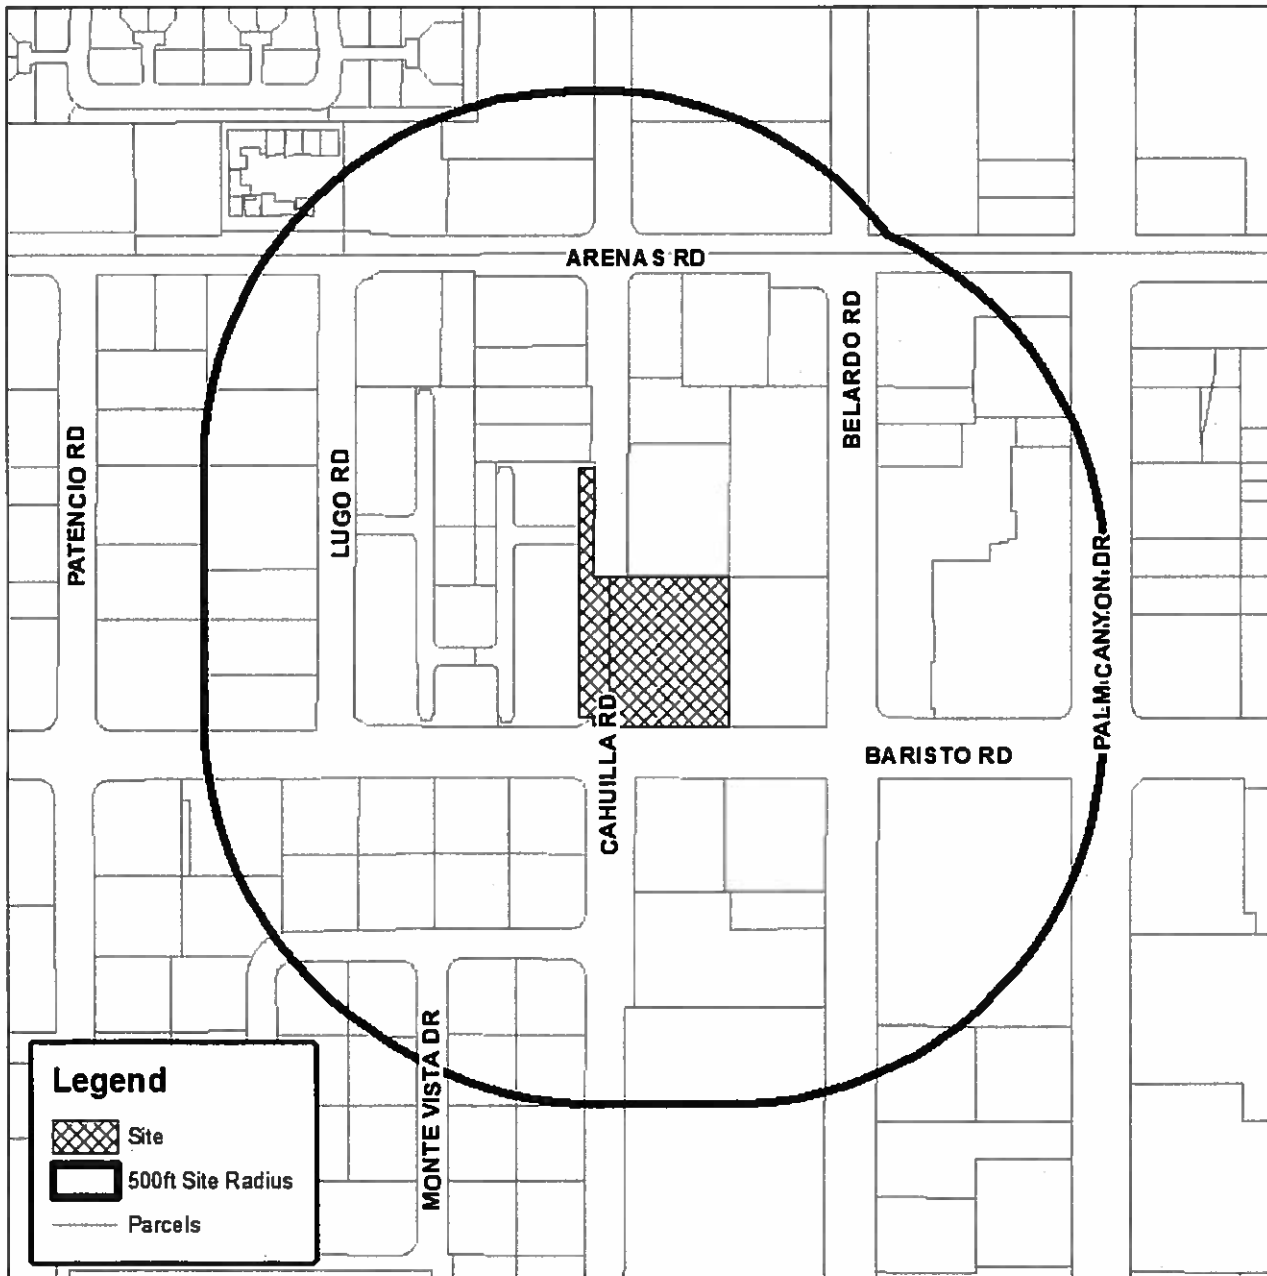 ARENAS RD
BELARDO RD
PATENCIO RD
LUGO RD
PALM CANYON DR
CAHUILLA RD
BARISTO RD
MONTE VISTA DR
Legend
Site
500ft Site Radius
Parcels